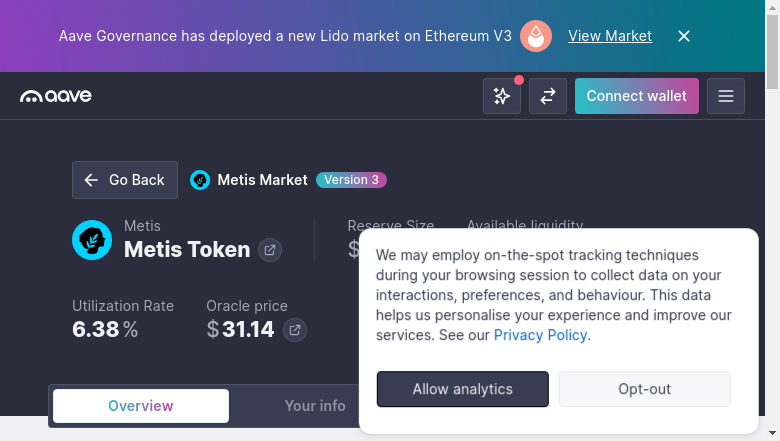 Aave Governance has deployed a new Lido market on Ethereum V3 View Market
aave Connect wallet
Go Back Metis Market Version 3
Metis Reserve Size Available liquidity
Metis Token $
Utilization Rate Oracle price
6.38% $31.14
We may employ on-the-spot tracking techniques
during your browsing session to collect data on your
interactions, preferences, and behaviour. This data
helps us personalise your experience and improve our
services. See our Privacy Policy.
Allow analytics Opt-out
Overview Your info